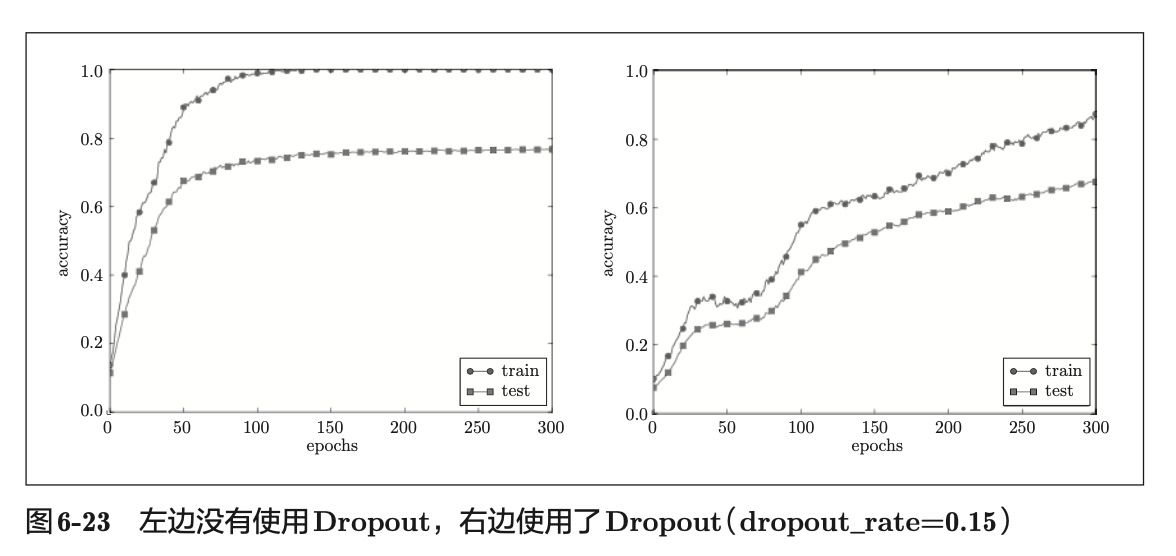 1.0
0.8
0.6
0.4
0.2
0.0
accuracy
0 50 100 150 200 250 300
epochs
train
test
1.0
0.8
0.6
0.4
0.2
0.0
accuracy
0 50 100 150 200 250 300
epochs
train
test
图6-23 左边没有使用Dropout，右边使用了Dropout（dropout_rate=0.15）